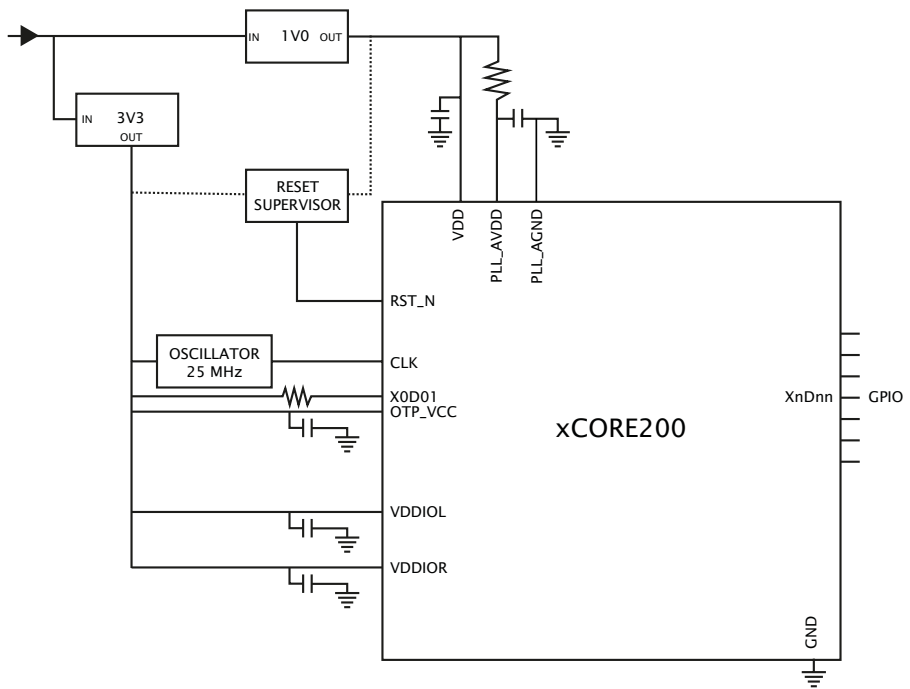 IN 1V0 OUT
IN 3V3
OUT
RESET
SUPERVISOR
VDD
PLL_AVDD
PLL_AGND
RST_N
OSCILLATOR
25 MHz
CLK
X0D01
OTP_VCC
XnDnn GPIO
xCORE200
VDDIOL
VDDIOR
GND